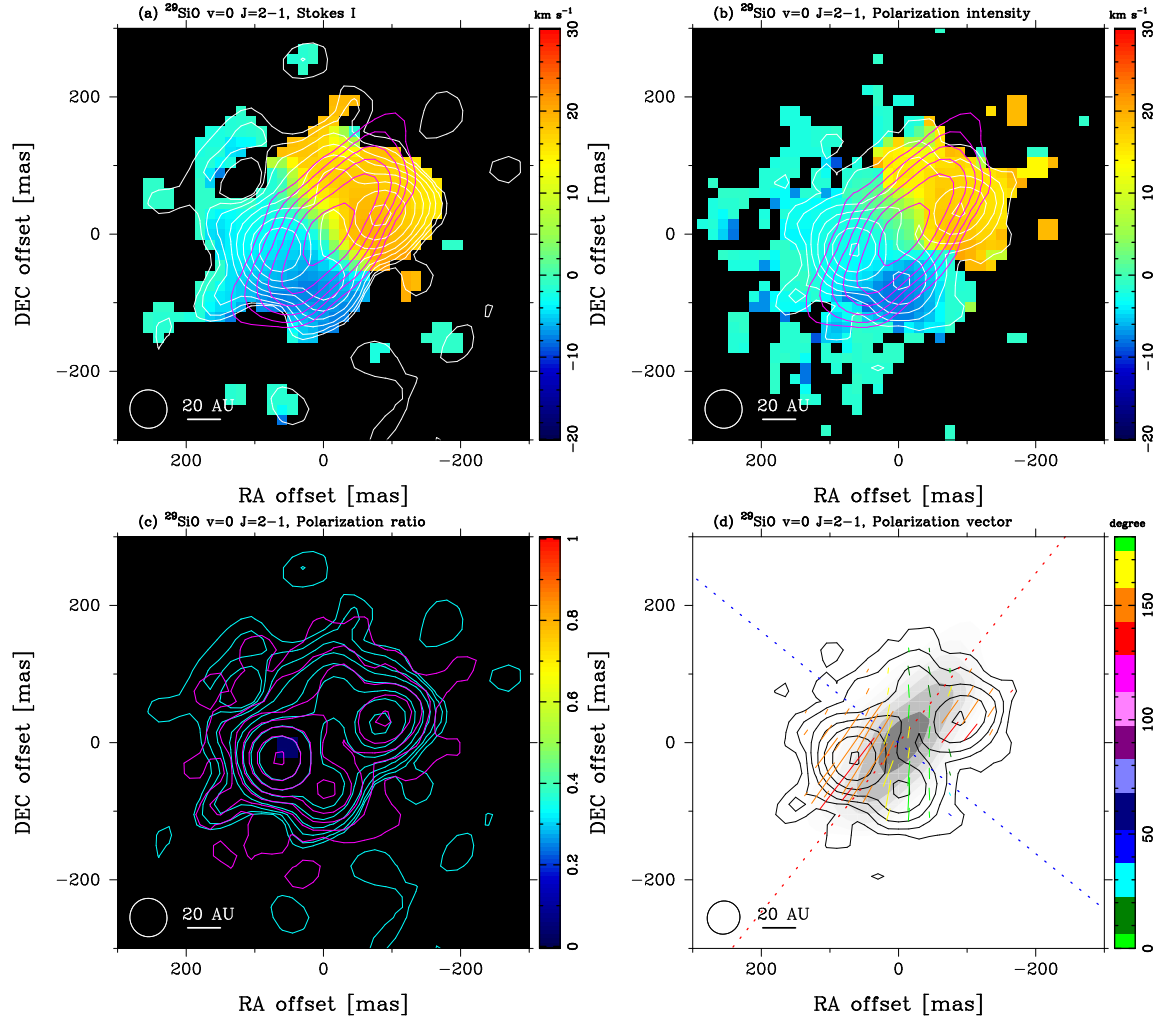 (a) ²⁹SiO v=0 J=2−1, Stokes I
km s⁻¹
(b) ²⁹SiO v=0 J=2−1, Polarization intensity
km s⁻¹
200
0
−200
DEC offset [mas]
20 AU
200 0 −200
RA offset [mas]
30
20
10
0
−10
−20
200
0
−200
DEC offset [mas]
20 AU
200 0 −200
RA offset [mas]
30
20
10
0
−10
−20
(c) ²⁹SiO v=0 J=2−1, Polarization ratio
(d) ²⁹SiO v=0 J=2−1, Polarization vector
degree
200
0
−200
DEC offset [mas]
20 AU
200 0 −200
RA offset [mas]
1
0.8
0.6
0.4
0.2
0
200
0
−200
DEC offset [mas]
20 AU
200 0 −200
RA offset [mas]
150
100
50
0